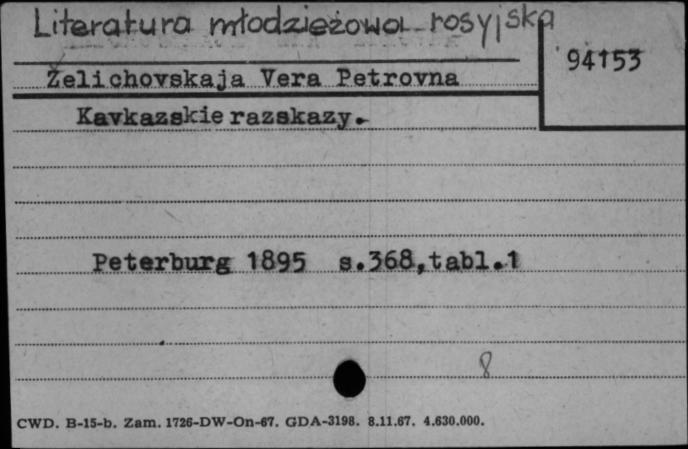 Literatura młodzieżowa rosyjska
94153
Želichovskaja Vera Petrovna
Kavkazskie razskazy.
Peterburg 1895 s.368,tabl.1
8
CWD. B-15-b. Zam. 1726-DW-On-67. GDA-3198. 8.11.67. 4.630.000.